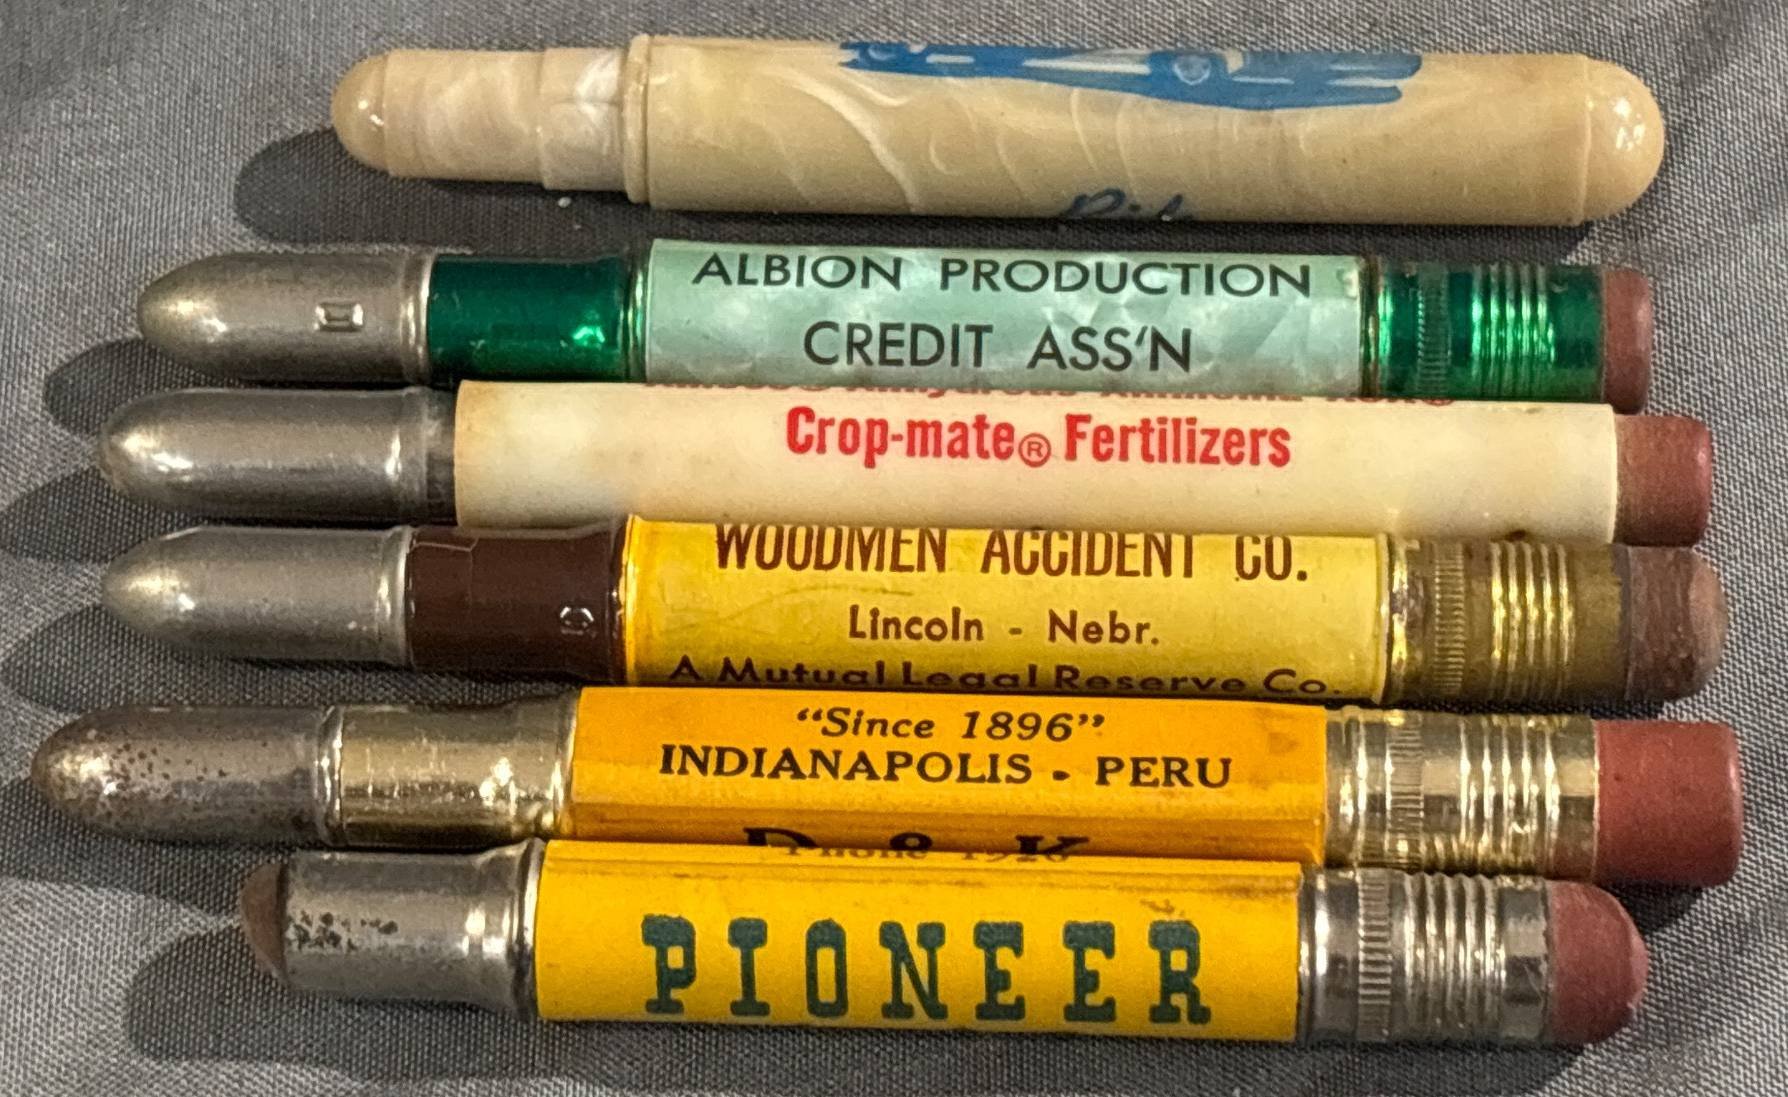 ALBION PRODUCTION
CREDIT ASS'N
Crop-mate® Fertilizers
WOODMEN ACCIDENT CO.
Lincoln - Nebr.
A Mutual Legal Reserve Co.
“Since 1896”
INDIANAPOLIS - PERU
D & K
PIONEER